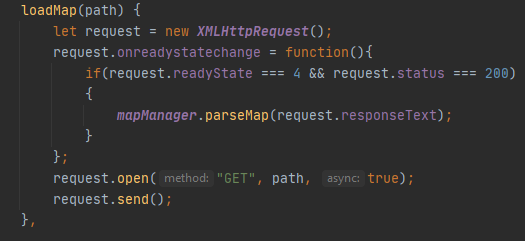 loadMap(path) {
let request = new XMLHttpRequest();
request.onreadystatechange = function(){
if(request.readyState === 4 && request.status === 200)
{
mapManager.parseMap(request.responseText);
}
};
request.open( method: "GET", path, async: true);
request.send();
},